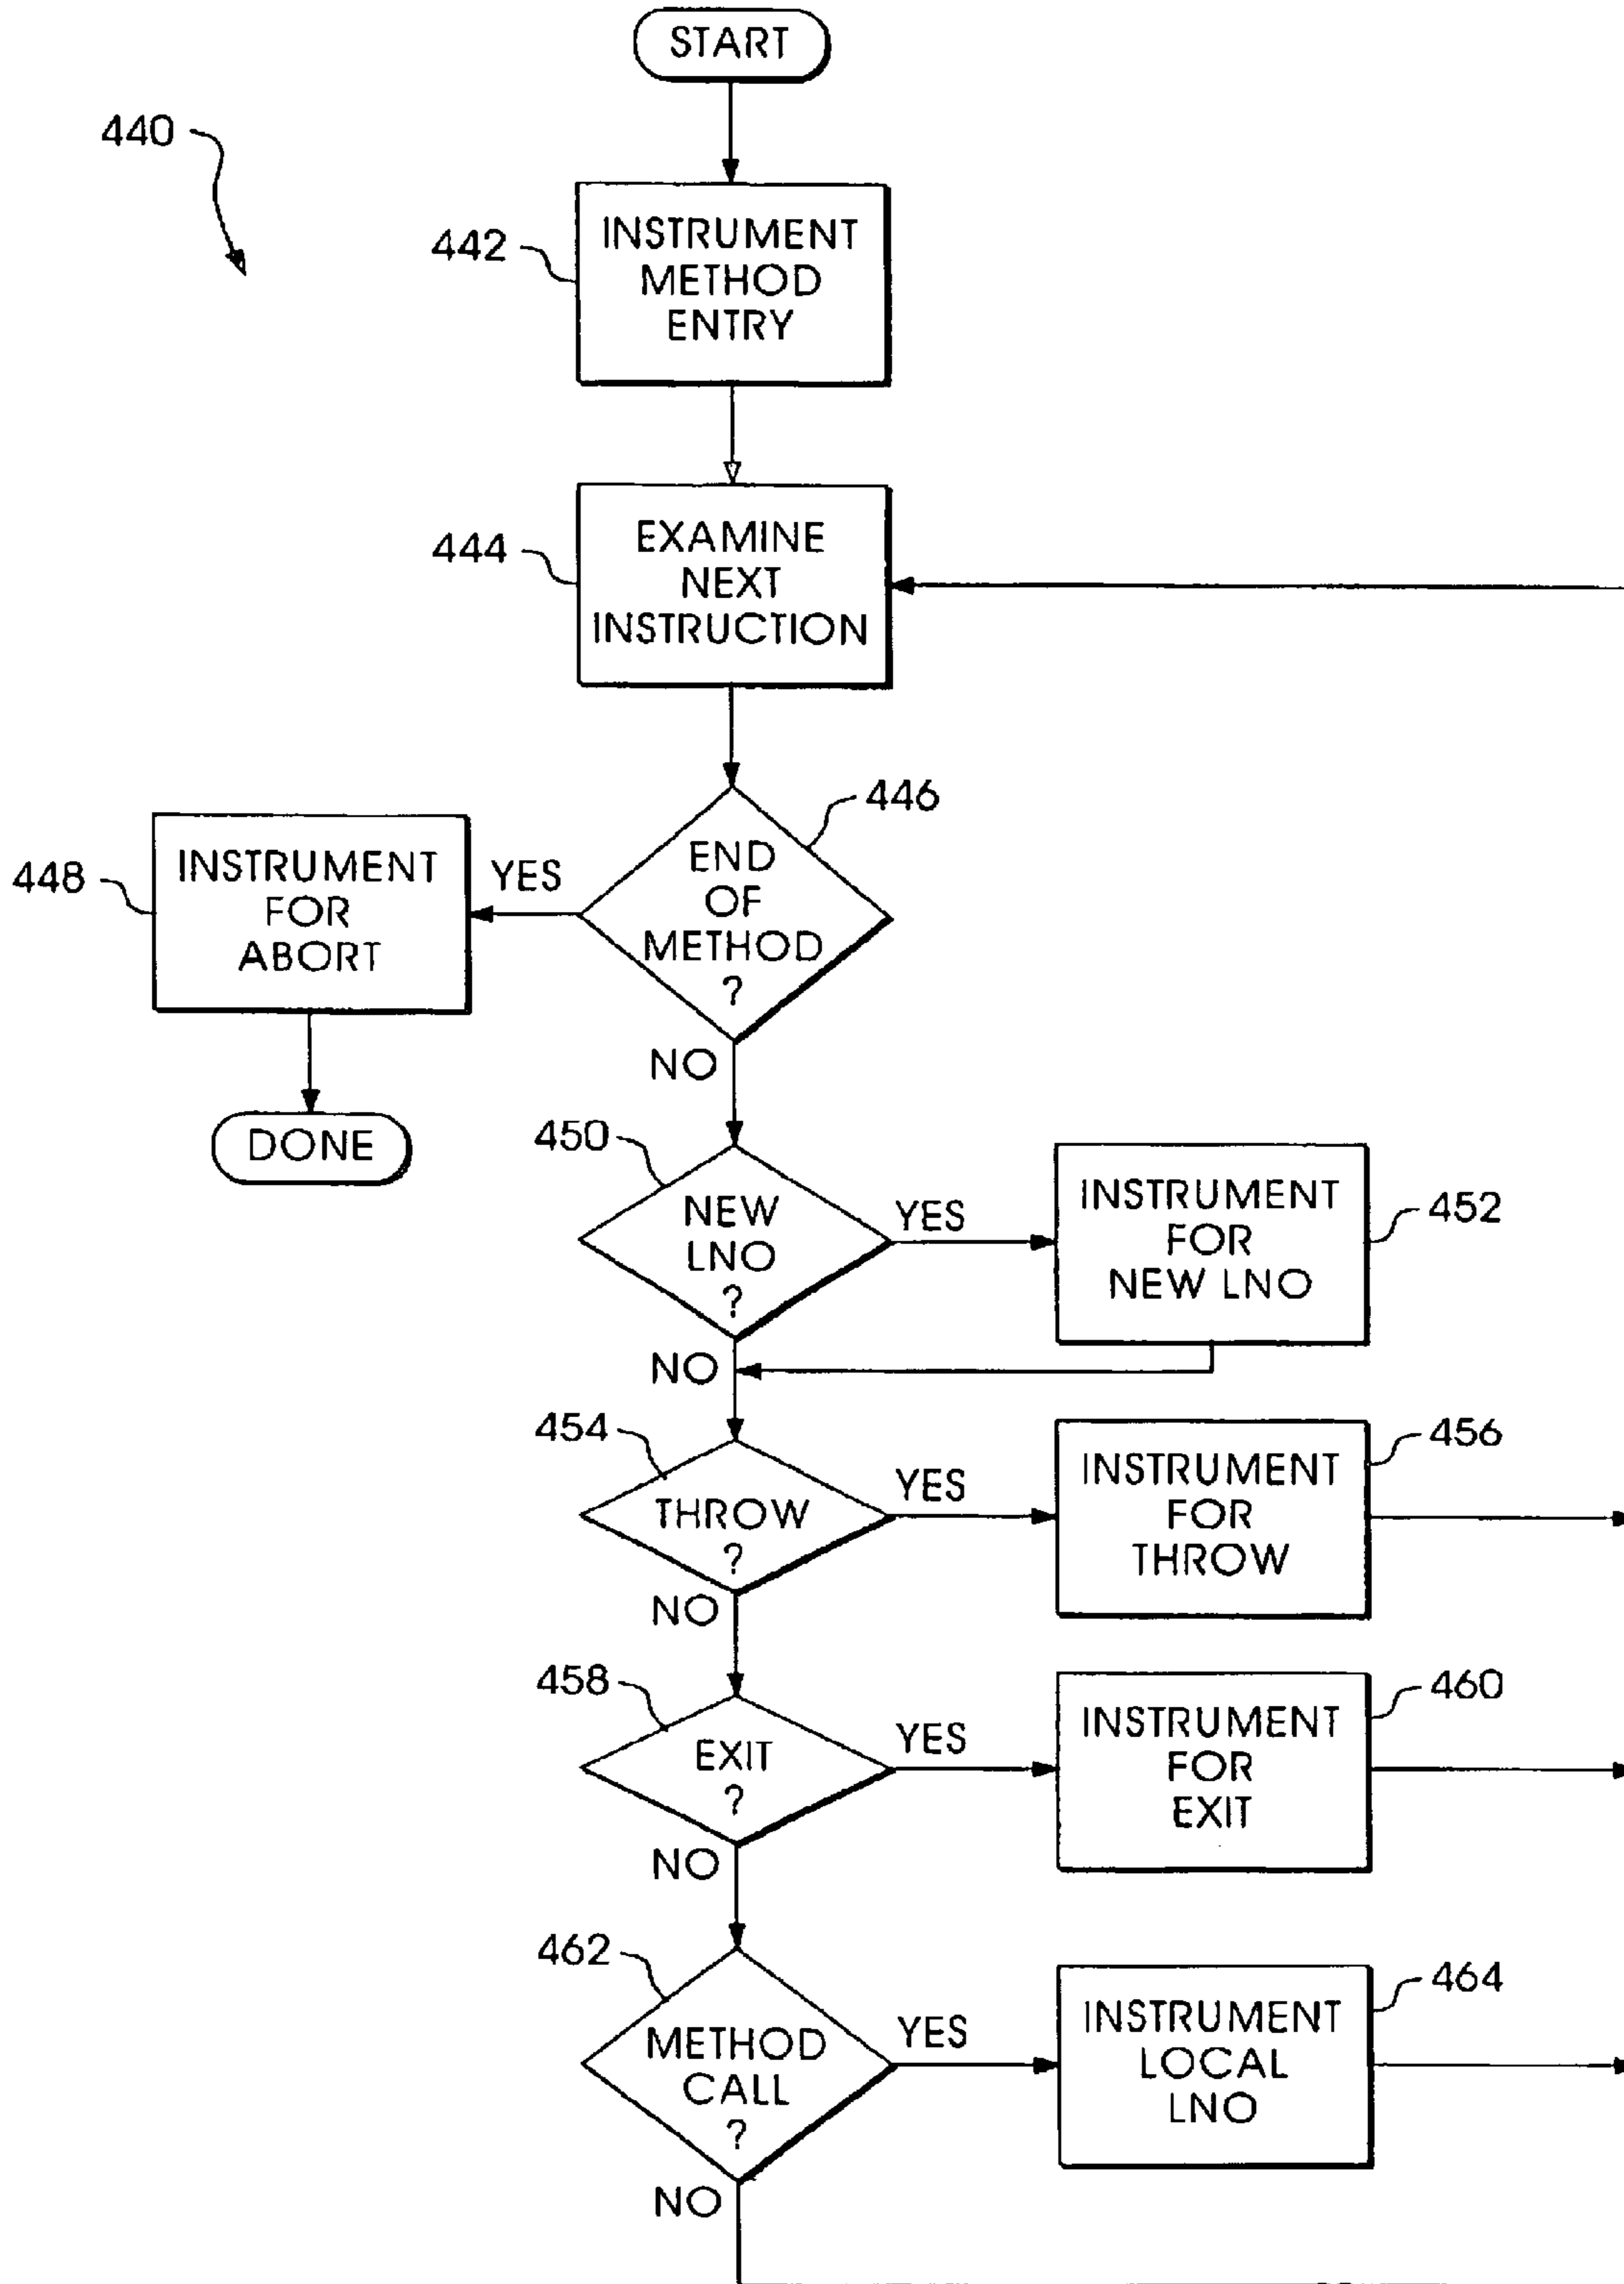 START
440
442
INSTRUMENT
METHOD
ENTRY
444
EXAMINE
NEXT
INSTRUCTION
446
END
OF
METHOD
?
YES
448
INSTRUMENT
FOR
ABORT
DONE
NO
450
NEW
LNO
?
YES
INSTRUMENT
FOR
NEW LNO
452
NO
454
THROW
?
YES
INSTRUMENT
FOR
THROW
456
NO
458
EXIT
?
YES
INSTRUMENT
FOR
EXIT
460
NO
462
METHOD
CALL
?
YES
INSTRUMENT
LOCAL
LNO
464
NO